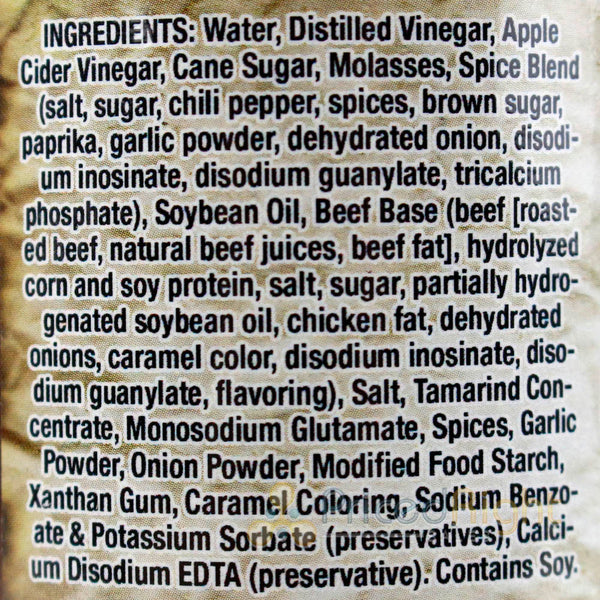 INGREDIENTS: Water, Distilled Vinegar, Apple
Cider Vinegar, Cane Sugar, Molasses, Spice Blend
(salt, sugar, chili pepper, spices, brown sugar,
paprika, garlic powder, dehydrated onion, disodi-
um inosinate, disodium guanylate, tricalcium
phosphate), Soybean Oil, Beef Base (beef [roast-
ed beef, natural beef juices, beef fat], hydrolyzed
corn and soy protein, salt, sugar, partially hydro-
genated soybean oil, chicken fat, dehydrated
onions, caramel color, disodium inosinate, diso-
dium guanylate, flavoring), Salt, Tamarind Con-
centrate, Monosodium Glutamate, Spices, Garlic
Powder, Onion Powder, Modified Food Starch,
Xanthan Gum, Caramel Coloring, Sodium Benzo-
ate & Potassium Sorbate (preservatives), Calci-
um Disodium EDTA (preservative). Contains Soy.